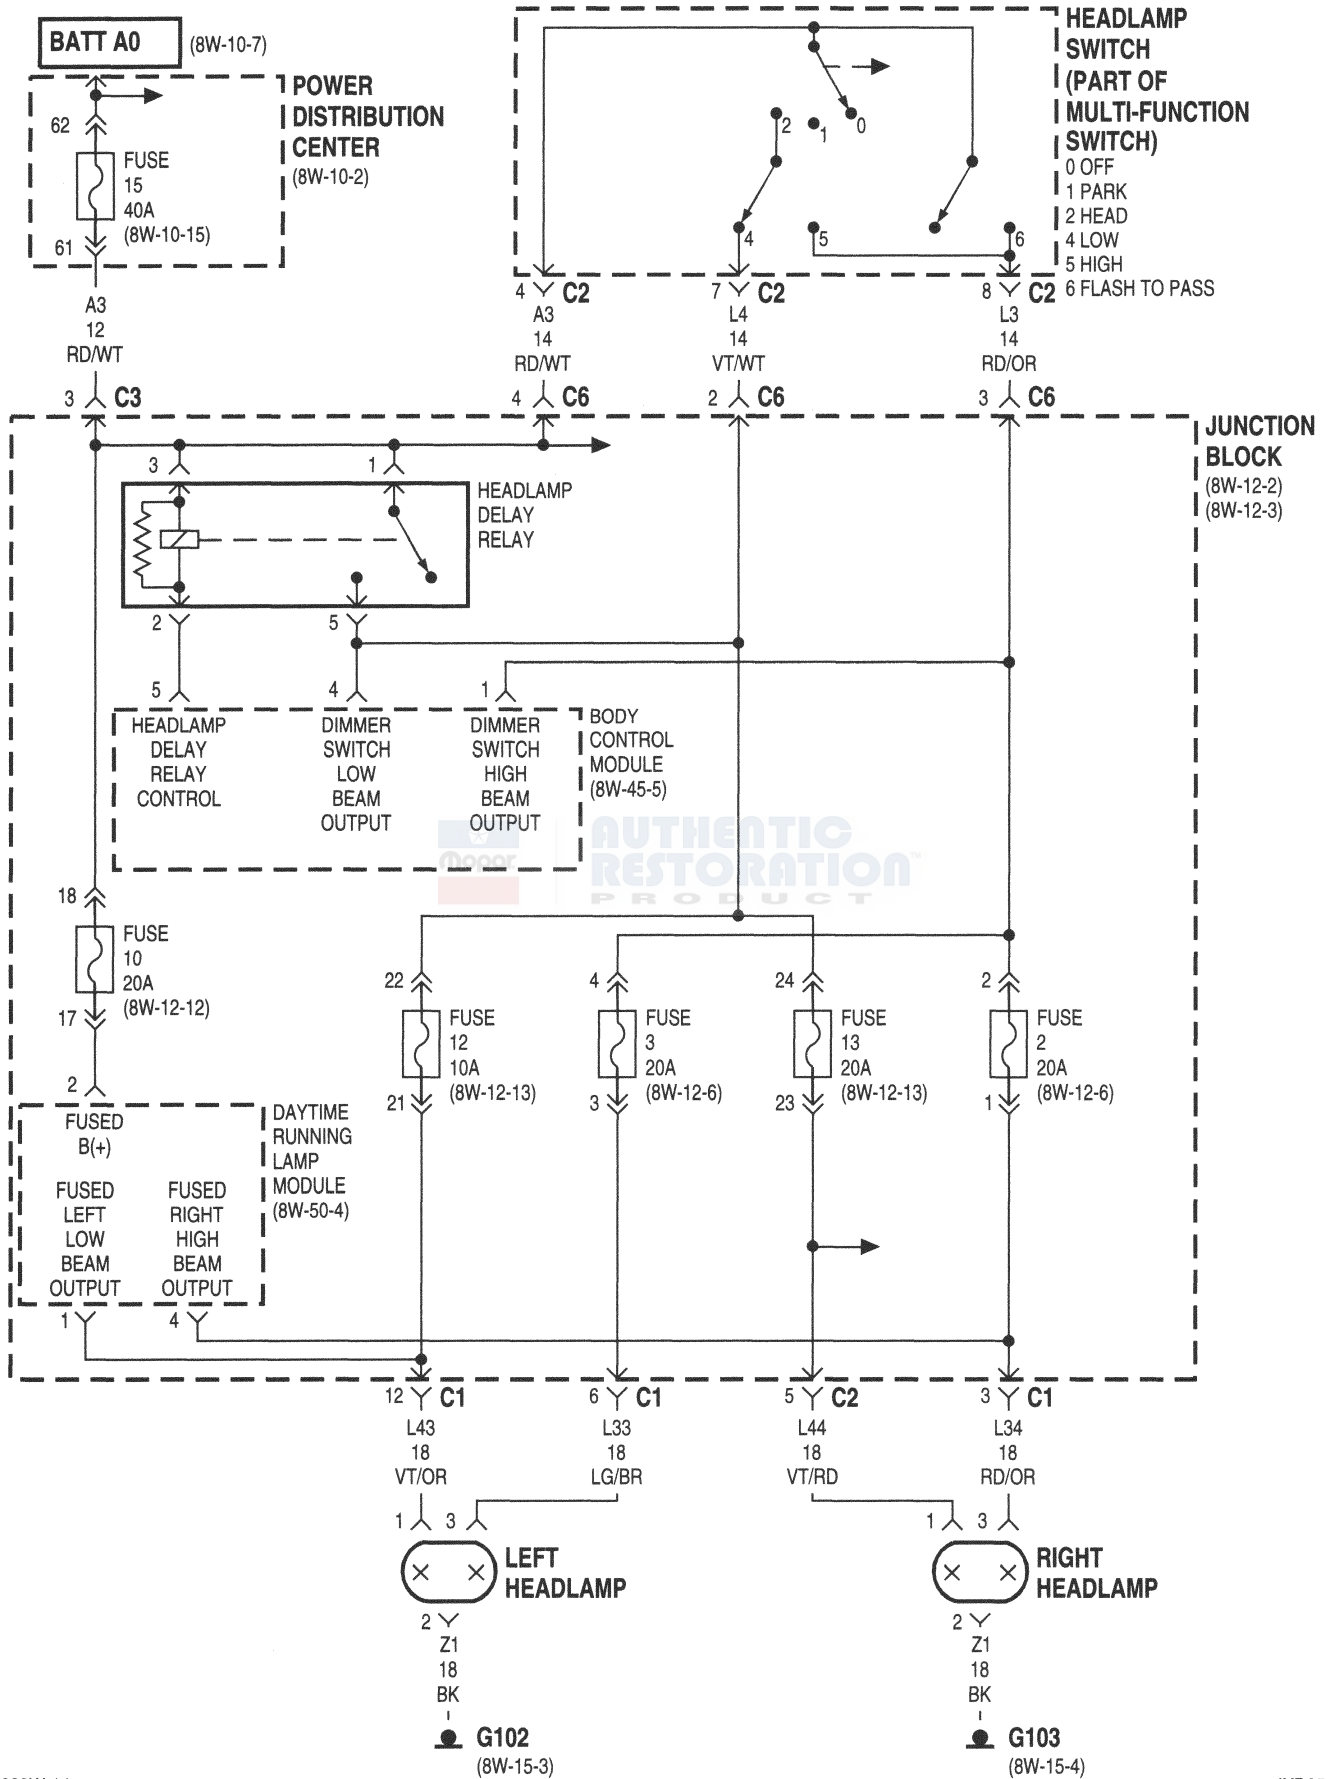 BATT A0 (8W-10-7)
POWER
DISTRIBUTION
CENTER
(8W-10-2)
62
FUSE
15
40A
(8W-10-15)
61
A3
12
RD/WT
3 C3
HEADLAMP
SWITCH
(PART OF
MULTI-FUNCTION
SWITCH)
0 OFF
1 PARK
2 HEAD
4 LOW
5 HIGH
6 FLASH TO PASS
2 1 0
4 5 6
4 C2 7 C2 8 C2
A3 L4 L3
14 14 14
RD/WT VT/WT RD/OR
4 C6 2 C6 3 C6
JUNCTION
BLOCK
(8W-12-2)
(8W-12-3)
3 1
HEADLAMP
DELAY
RELAY
2 5
5 4 1
HEADLAMP
DELAY
RELAY
CONTROL
DIMMER
SWITCH
LOW
BEAM
OUTPUT
DIMMER
SWITCH
HIGH
BEAM
OUTPUT
BODY
CONTROL
MODULE
(8W-45-5)
Mopar
AUTHENTIC
RESTORATION™
PRODUCT
18
FUSE
10
20A
(8W-12-12)
17
2
22
FUSE
12
10A
(8W-12-13)
21
4
FUSE
3
20A
(8W-12-6)
3
24
FUSE
13
20A
(8W-12-13)
23
2
FUSE
2
20A
(8W-12-6)
1
FUSED
B(+)
FUSED
LEFT
LOW
BEAM
OUTPUT
FUSED
RIGHT
HIGH
BEAM
OUTPUT
DAYTIME
RUNNING
LAMP
MODULE
(8W-50-4)
1 4
12 C1 6 C1 5 C2 3 C1
L43 L33 L44 L34
18 18 18 18
VT/OR LG/BR VT/RD RD/OR
1 3 1 3
LEFT
HEADLAMP
RIGHT
HEADLAMP
2 2
Z1 Z1
18 18
BK BK
G102
(8W-15-3)
G103
(8W-15-4)